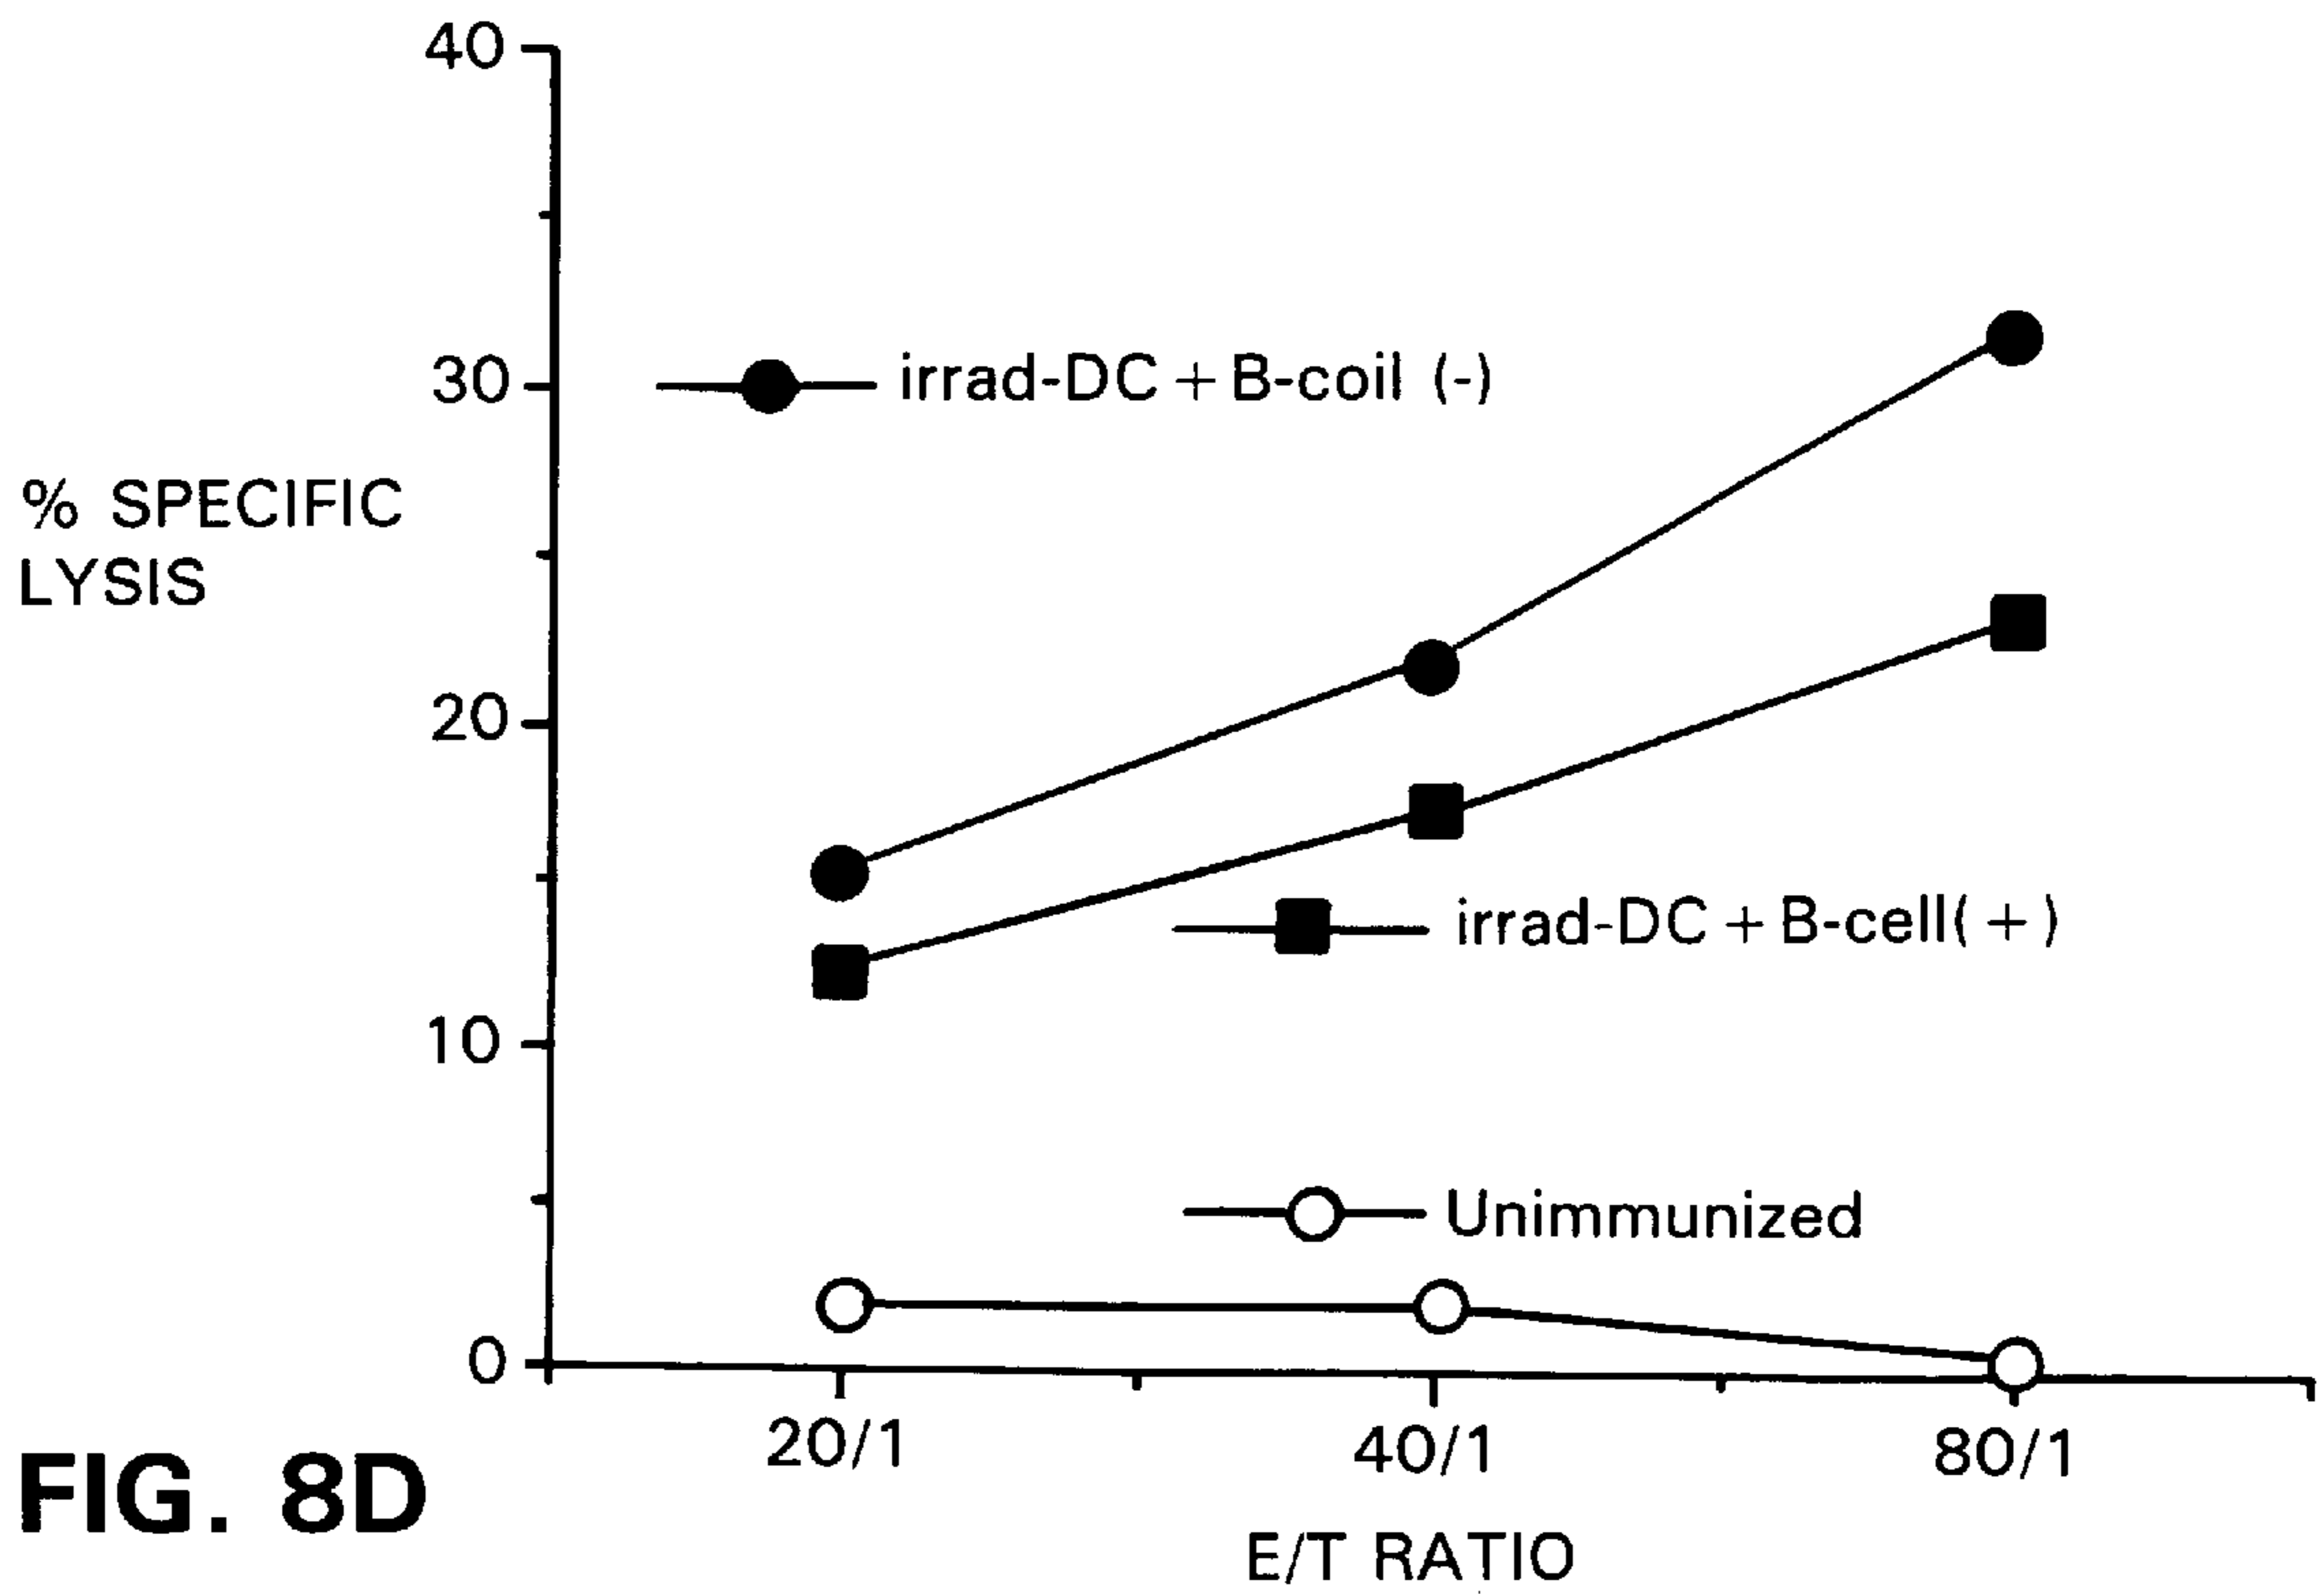 40
30
20
10
0
% SPECIFIC
LYSIS
irrad-DC + B-coil (-)
irrad-DC + B-cell( + )
Unimmunized
20/1
40/1
80/1
E/T RATIO
FIG. 8D